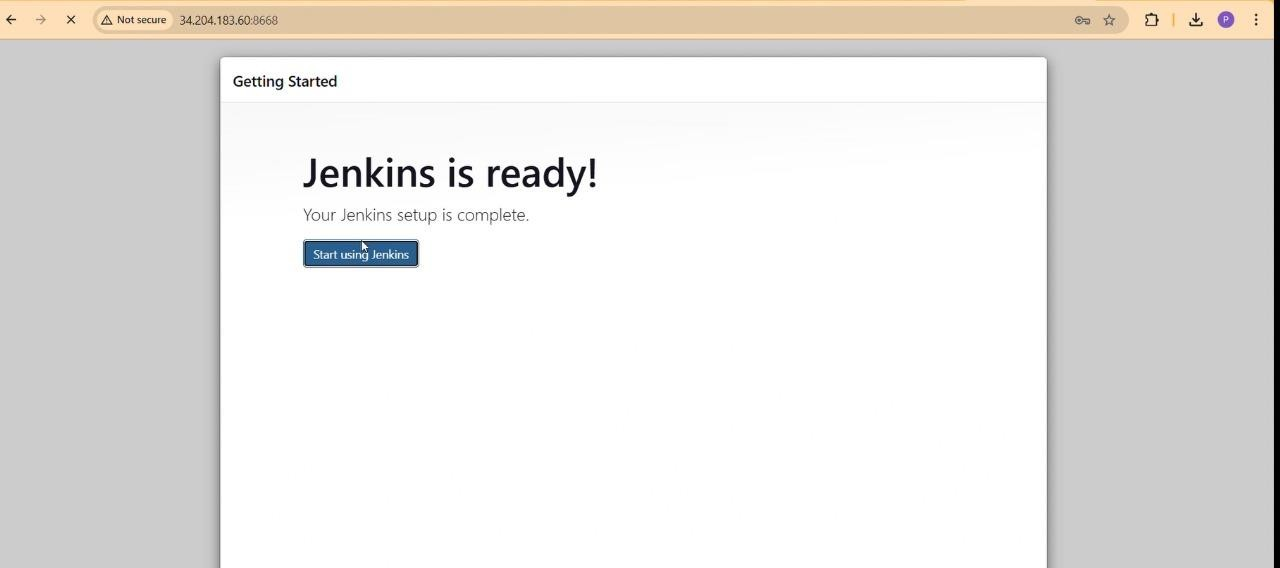 Not secure 34.204.183.60:8668
P
Getting Started
Jenkins is ready!
Your Jenkins setup is complete.
Start using Jenkins